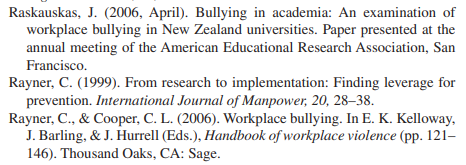 Raskauskas, J. (2006, April). Bullying in academia: An examination of
workplace bullying in New Zealand universities. Paper presented at the
annual meeting of the American Educational Research Association, San
Francisco.
Rayner, C. (1999). From research to implementation: Finding leverage for
prevention. International Journal of Manpower, 20, 28–38.
Rayner, C., & Cooper, C. L. (2006). Workplace bullying. In E. K. Kelloway,
J. Barling, & J. Hurrell (Eds.), Handbook of workplace violence (pp. 121–
146). Thousand Oaks, CA: Sage.